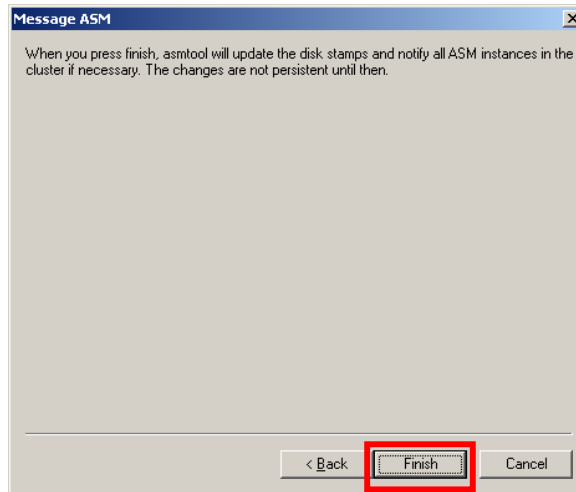 Message ASM
When you press finish, asmtool will update the disk stamps and notify all ASM instances in the
cluster if necessary. The changes are not persistent until then.
< Back Finish Cancel